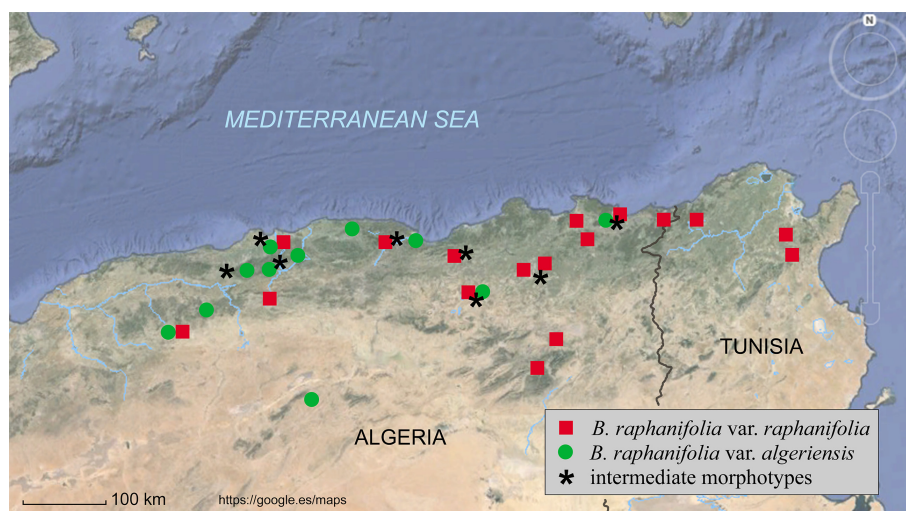 N
MEDITERRANEAN SEA
TUNISIA
ALGERIA
B. raphanifolia var. raphanifolia
B. raphanifolia var. algeriensis
intermediate morphotypes
100 km
https://google.es/maps